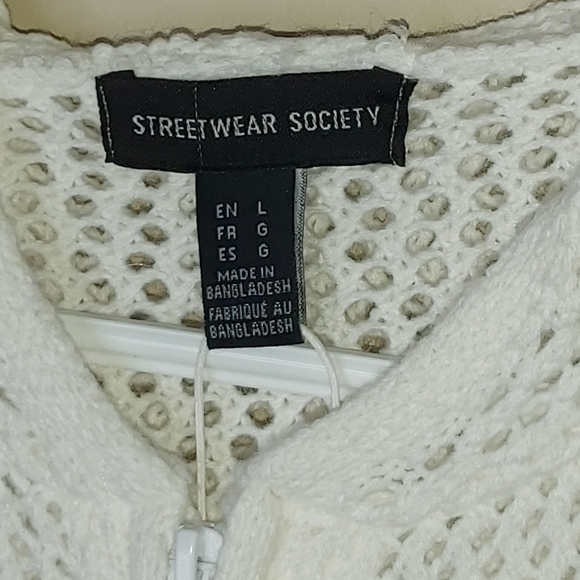 STREETWEAR SOCIETY
EN L
FR G
ES G
MADE IN
BANGLADESH
FABRIQUÉ AU
BANGLADESH